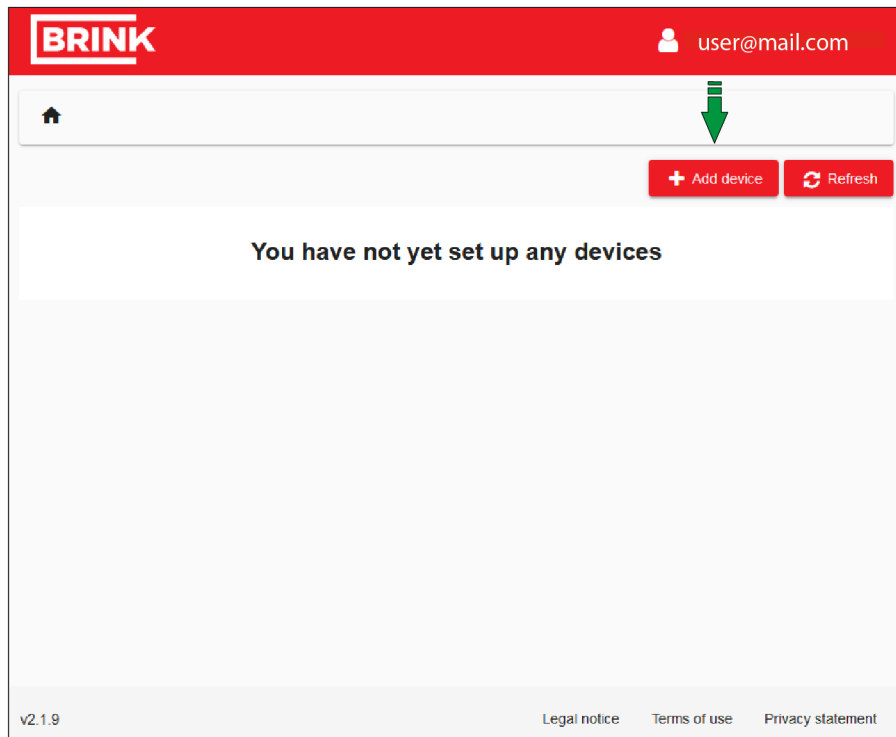 BRINK
user@mail.com
Add device
Refresh
You have not yet set up any devices
v2.1.9
Legal notice
Terms of use
Privacy statement